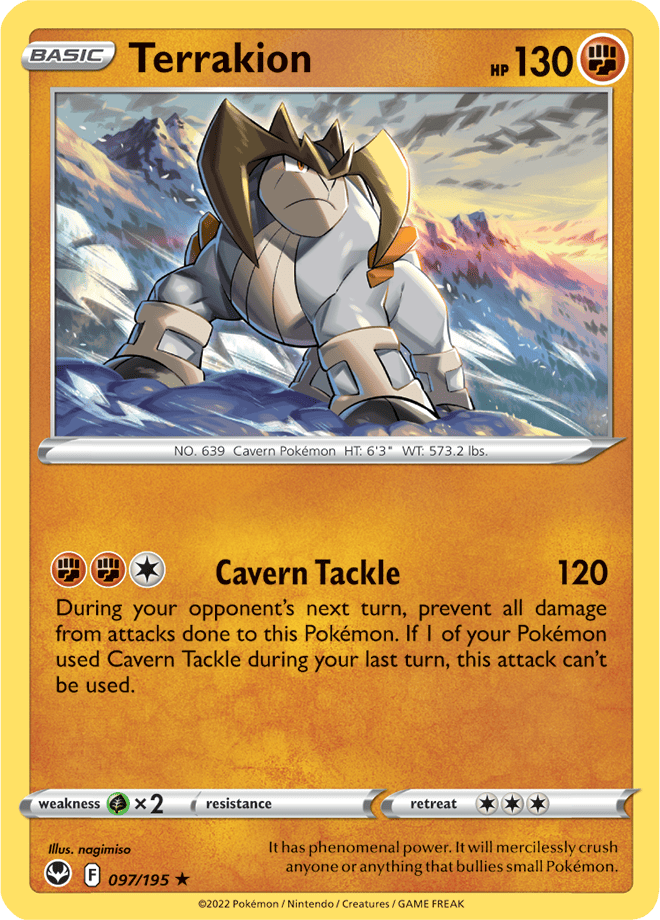 BASIC Terrakion HP 130
NO. 639 Cavern Pokémon HT: 6'3" WT: 573.2 lbs.
Cavern Tackle 120
During your opponent's next turn, prevent all damage
from attacks done to this Pokémon. If 1 of your Pokémon
used Cavern Tackle during your last turn, this attack can't
be used.
weakness ×2 resistance retreat
Illus. nagimiso
It has phenomenal power. It will mercilessly crush
anyone or anything that bullies small Pokémon.
F 097/195 ★
©2022 Pokémon / Nintendo / Creatures / GAME FREAK